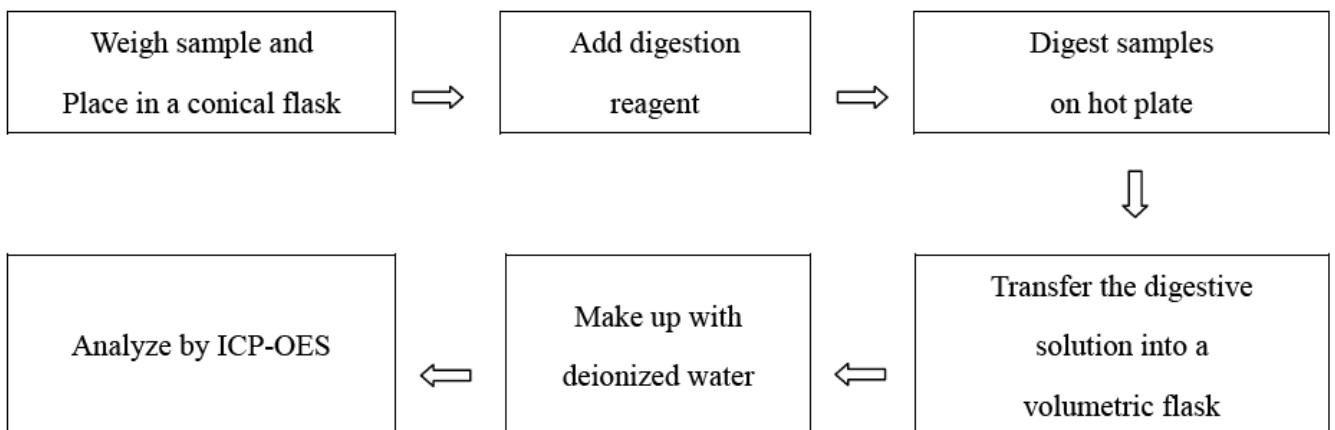 Weigh sample and
Place in a conical flask
Add digestion
reagent
Digest samples
on hot plate
Transfer the digestive
solution into a
volumetric flask
Make up with
deionized water
Analyze by ICP-OES